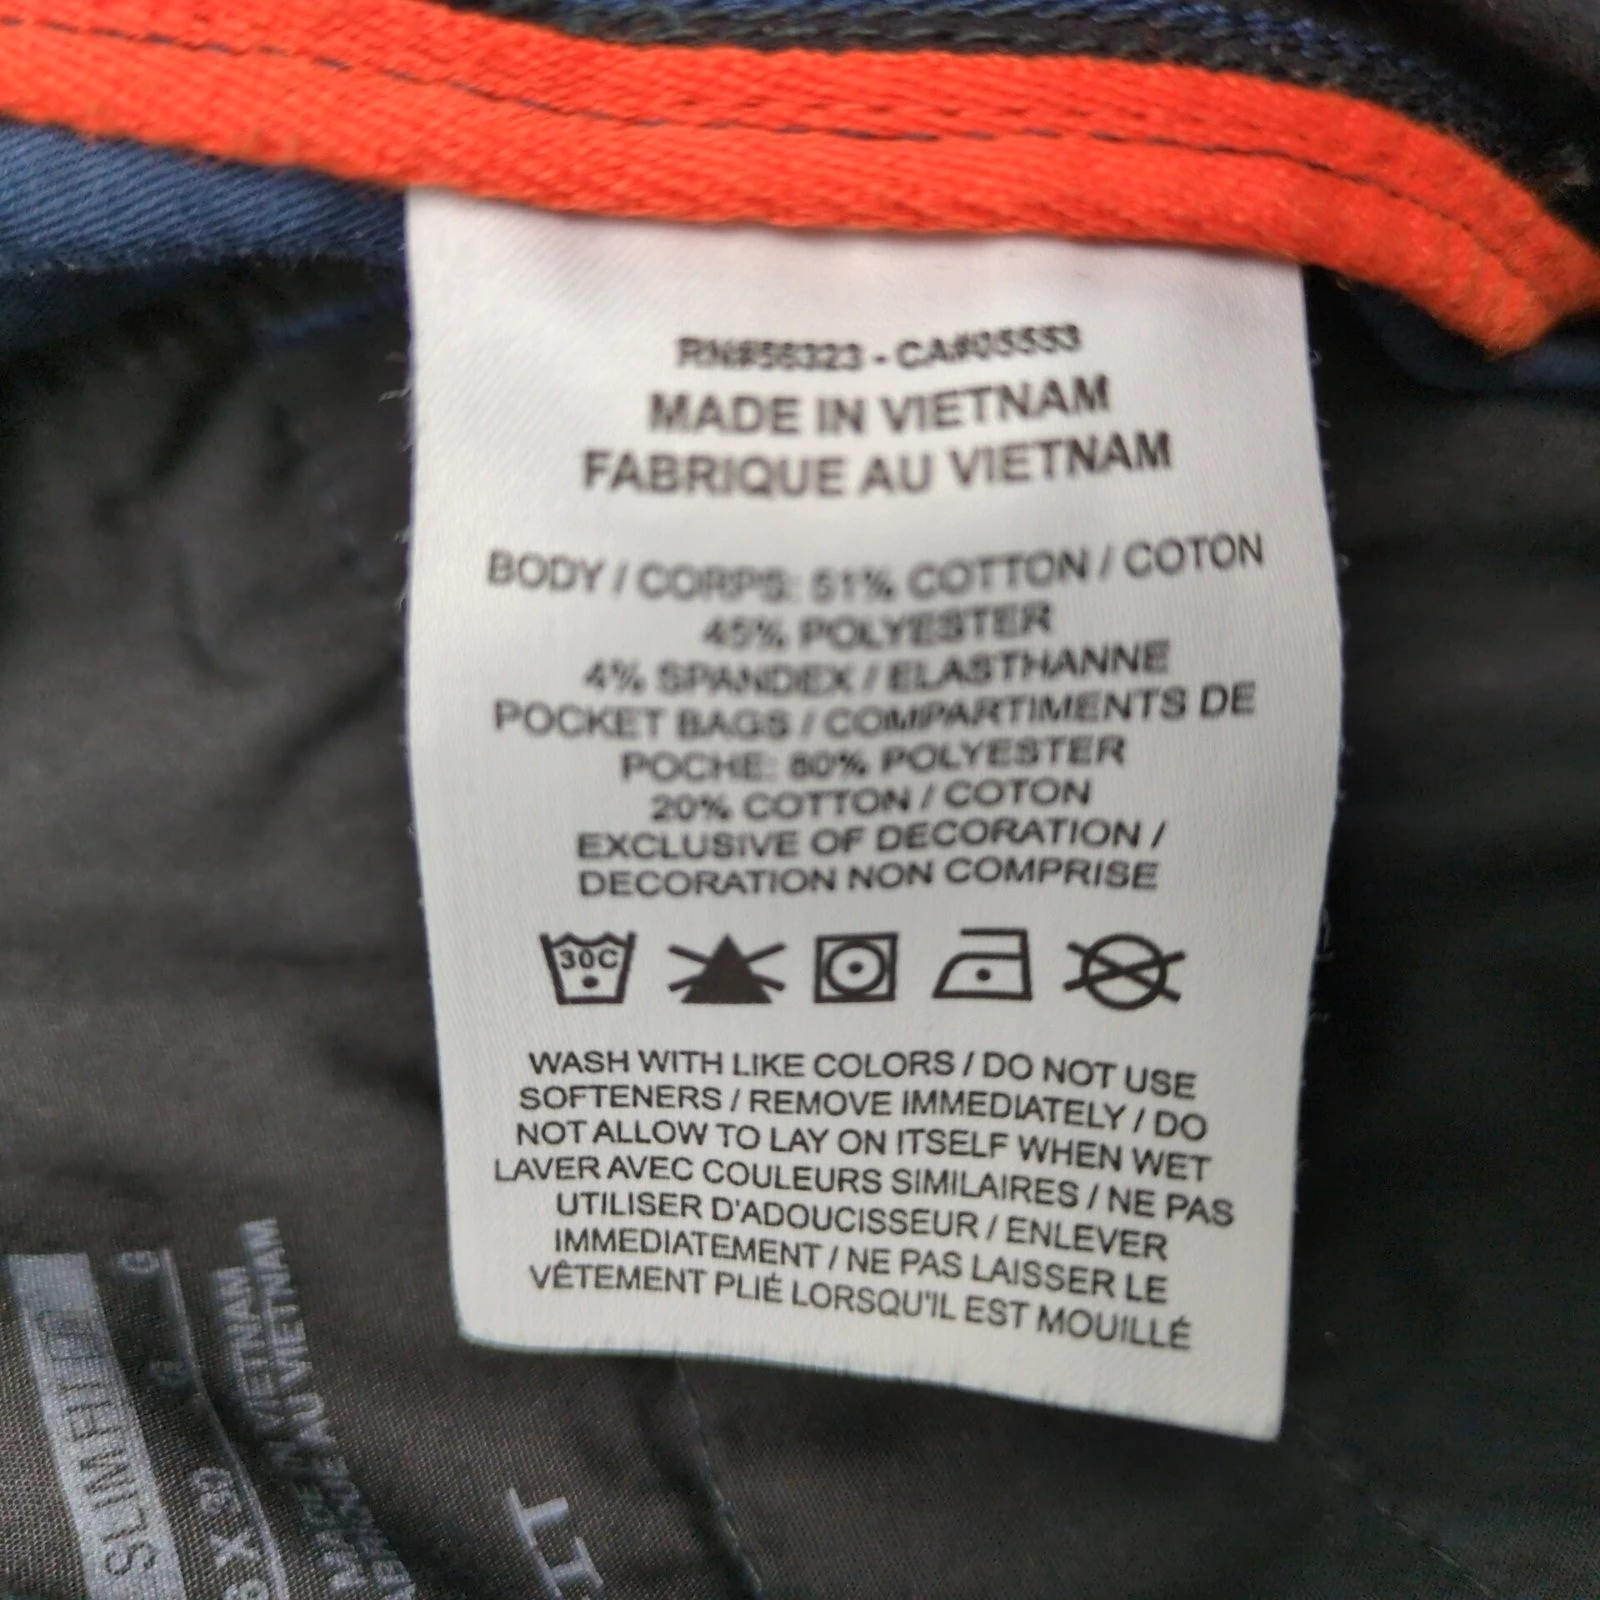 RN#56323 - CA#05553
MADE IN VIETNAM
FABRIQUE AU VIETNAM
BODY / CORPS: 51% COTTON / COTON
45% POLYESTER
4% SPANDEX / ELASTHANNE
POCKET BAGS / COMPARTIMENTS DE
POCHE: 80% POLYESTER
20% COTTON / COTON
EXCLUSIVE OF DECORATION /
DECORATION NON COMPRISE
30C
WASH WITH LIKE COLORS / DO NOT USE
SOFTENERS / REMOVE IMMEDIATELY / DO
NOT ALLOW TO LAY ON ITSELF WHEN WET
LAVER AVEC COULEURS SIMILAIRES / NE PAS
UTILISER D'ADOUCISSEUR / ENLEVER
IMMEDIATEMENT / NE PAS LAISSER LE
VÊTEMENT PLIÉ LORSQU'IL EST MOUILLÉ
SLIM
VIETNAM
AU VIETNAM